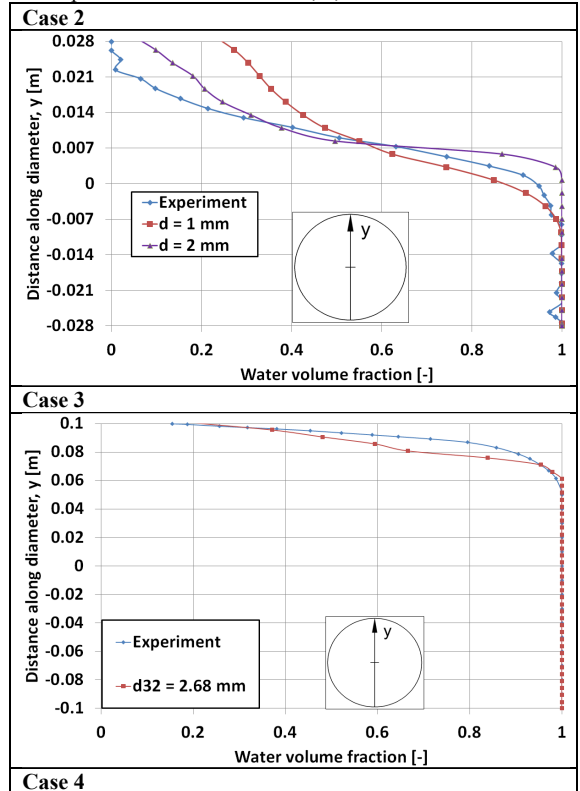 Case 2
0.028
0.021
0.014
0.007
0
-0.007
-0.014
-0.021
-0.028
Distance along diameter, y [m]
Experiment
d = 1 mm
d = 2 mm
y
0 0.2 0.4 0.6 0.8 1
Water volume fraction [-]
Case 3
0.1
0.08
0.06
0.04
0.02
0
-0.02
-0.04
-0.06
-0.08
-0.1
Distance along diameter, y [m]
Experiment
d32 = 2.68 mm
y
0 0.2 0.4 0.6 0.8 1
Water volume fraction [-]
Case 4